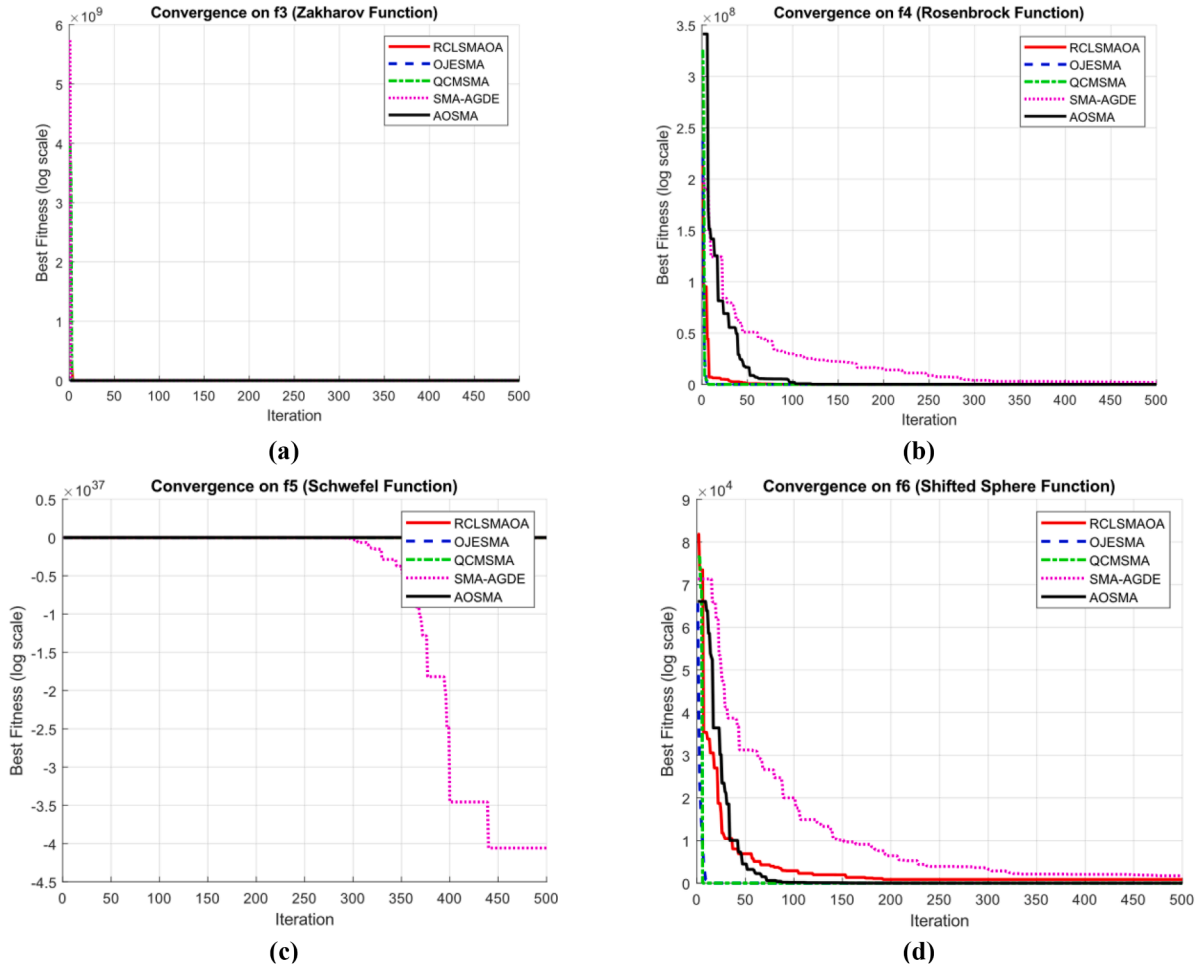 Convergence on f3 (Zakharov Function)
×10^9
Best Fitness (log scale)
6
5
4
3
2
1
0
0 50 100 150 200 250 300 350 400 450 500
Iteration
RCLSMAOA
OJESMA
QCMSMA
SMA-AGDE
AOSMA
(a)
Convergence on f4 (Rosenbrock Function)
×10^8
Best Fitness (log scale)
3.5
3
2.5
2
1.5
1
0.5
0
0 50 100 150 200 250 300 350 400 450 500
Iteration
RCLSMAOA
OJESMA
QCMSMA
SMA-AGDE
AOSMA
(b)
Convergence on f5 (Schwefel Function)
×10^37
Best Fitness (log scale)
0.5
0
-0.5
-1
-1.5
-2
-2.5
-3
-3.5
-4
-4.5
0 50 100 150 200 250 300 350 400 450 500
Iteration
RCLSMAOA
OJESMA
QCMSMA
SMA-AGDE
AOSMA
(c)
Convergence on f6 (Shifted Sphere Function)
×10^4
Best Fitness (log scale)
9
8
7
6
5
4
3
2
1
0
0 50 100 150 200 250 300 350 400 450 500
Iteration
RCLSMAOA
OJESMA
QCMSMA
SMA-AGDE
AOSMA
(d)